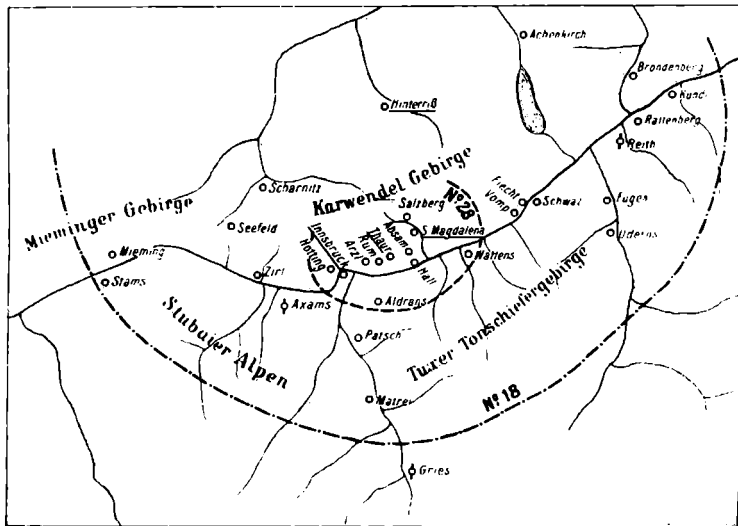 Achenkirch
Brandenberg
Kundl
Hinterriß
Rattenberg
Reith
Karwendel Gebirge
Nº 28
Mieminger Gebirge
Scharnitz
Seefeld
Salzberg
S. Magdalena
Fiecht
Vomp
Schwaz
Fügen
Uderns
Mieming
Stams
Zirl
Hötting
Innsbruck
Arzl
Rum
Thaur
Absam
Hall
Wattens
Axams
Aldrans
Stubaier Alpen
Patsch
Tuxer Tonschiefergebirge
Matrei
Nº 18
Gries